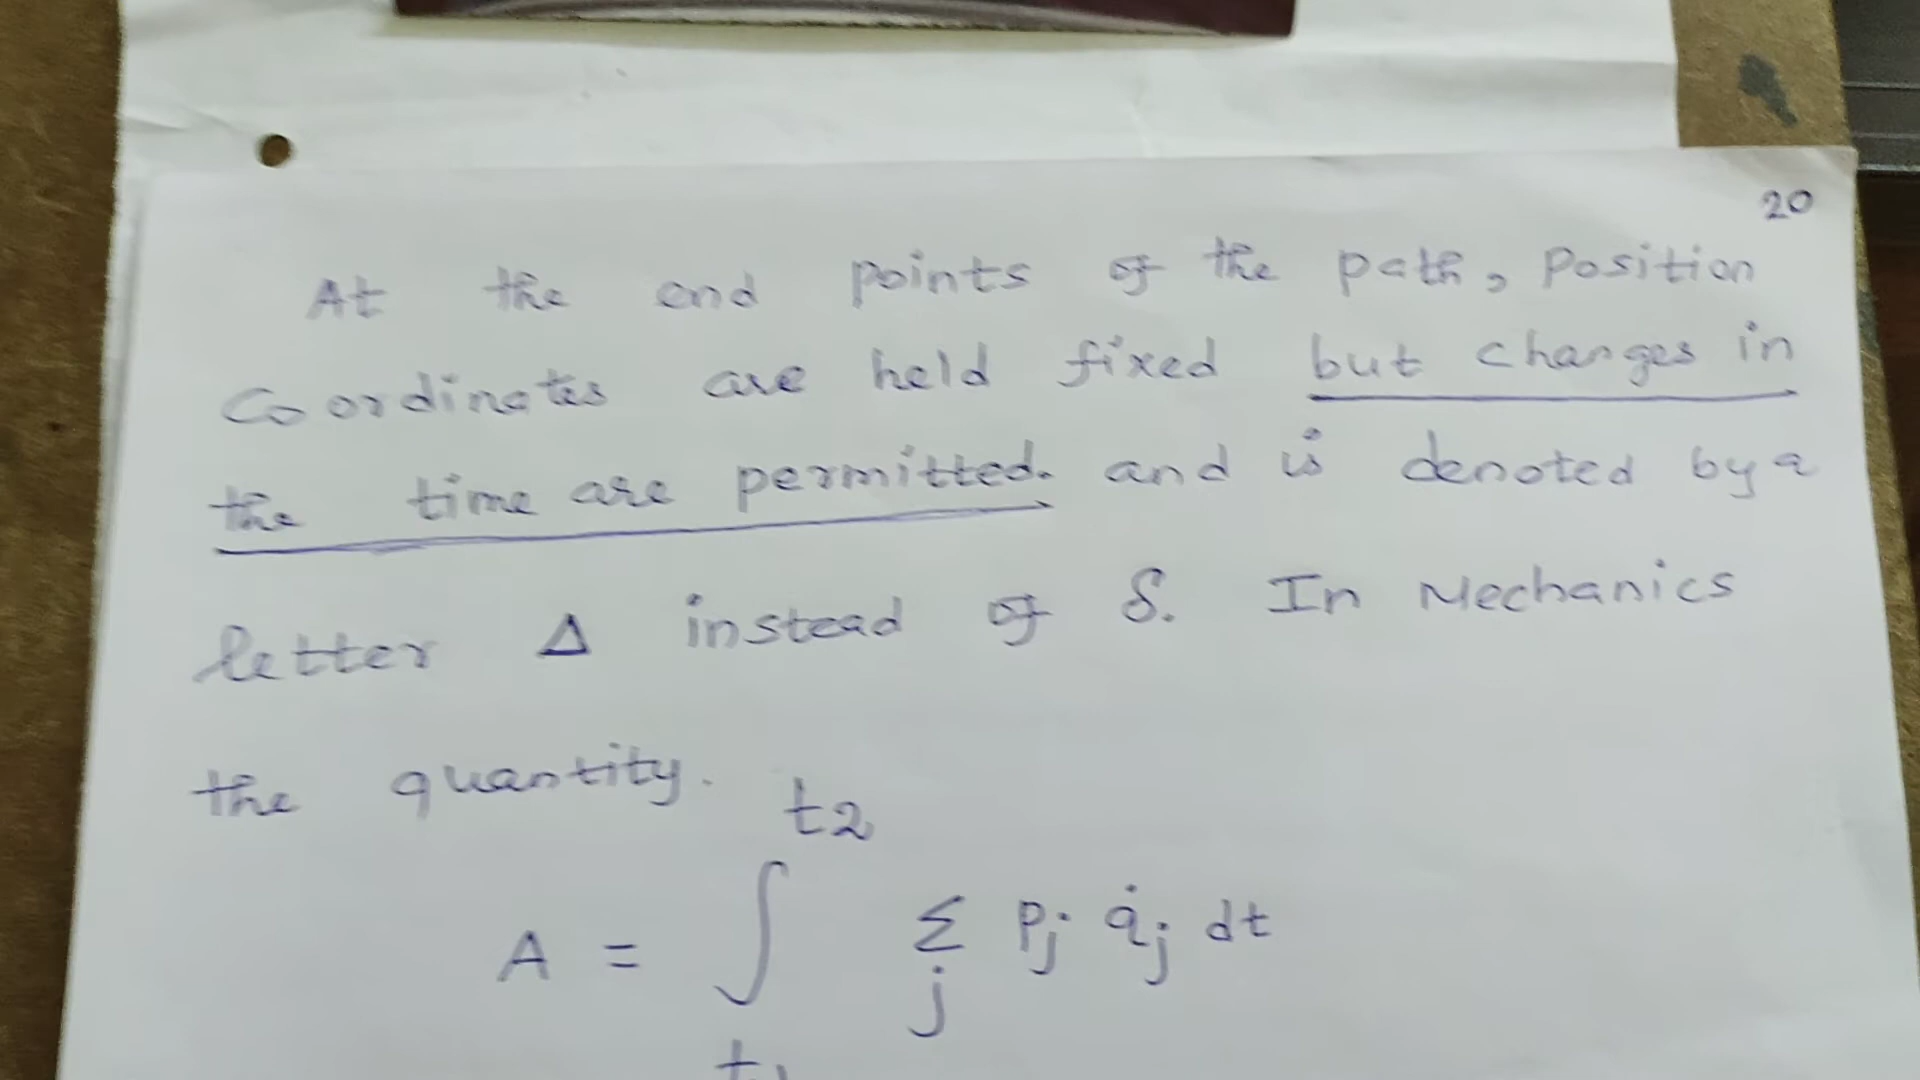 20
At the end points of the path, Position
Coordinates are held fixed but changes in
the time are permitted. and is denoted by a
letter Δ instead of δ. In Mechanics
the quantity.
t2
A = ∫ Σ pj q̇j dt
j
t1